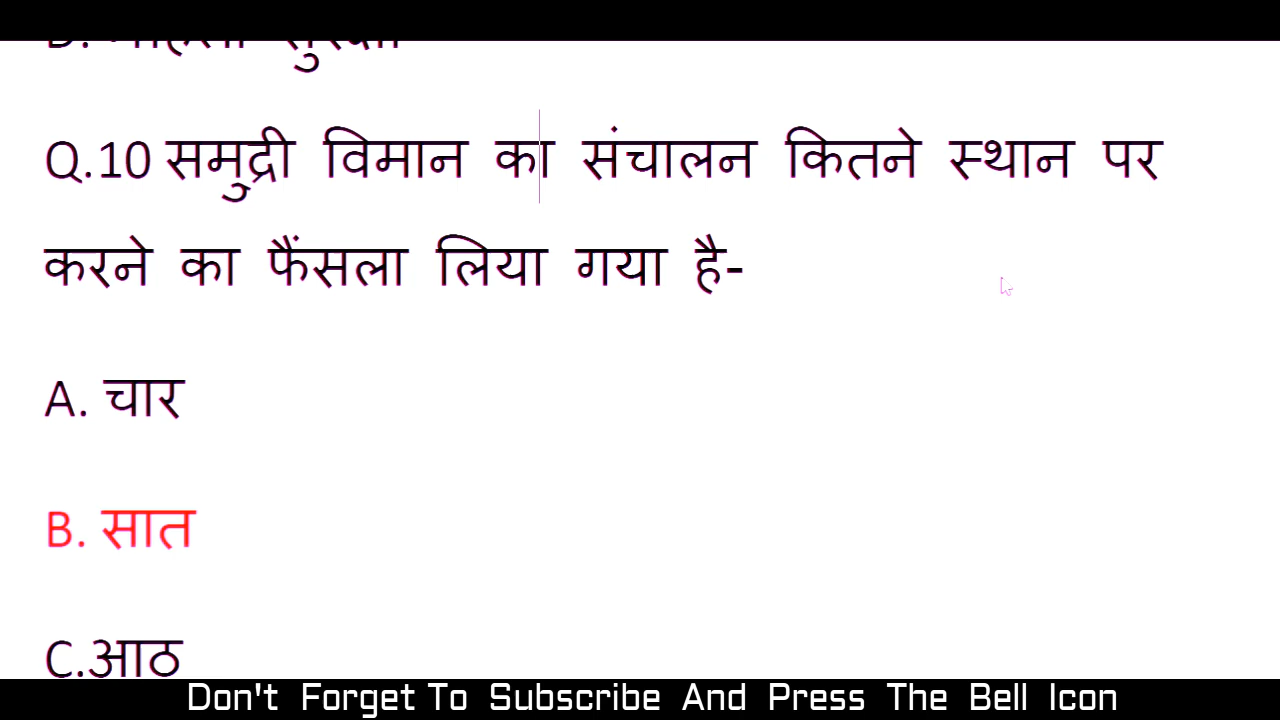 Q.10 समुद्री विमान का संचालन कितने स्थान पर
करने का फैंसला लिया गया है-
A. चार
B. सात
C.आठ
Don't Forget To Subscribe And Press The Bell Icon